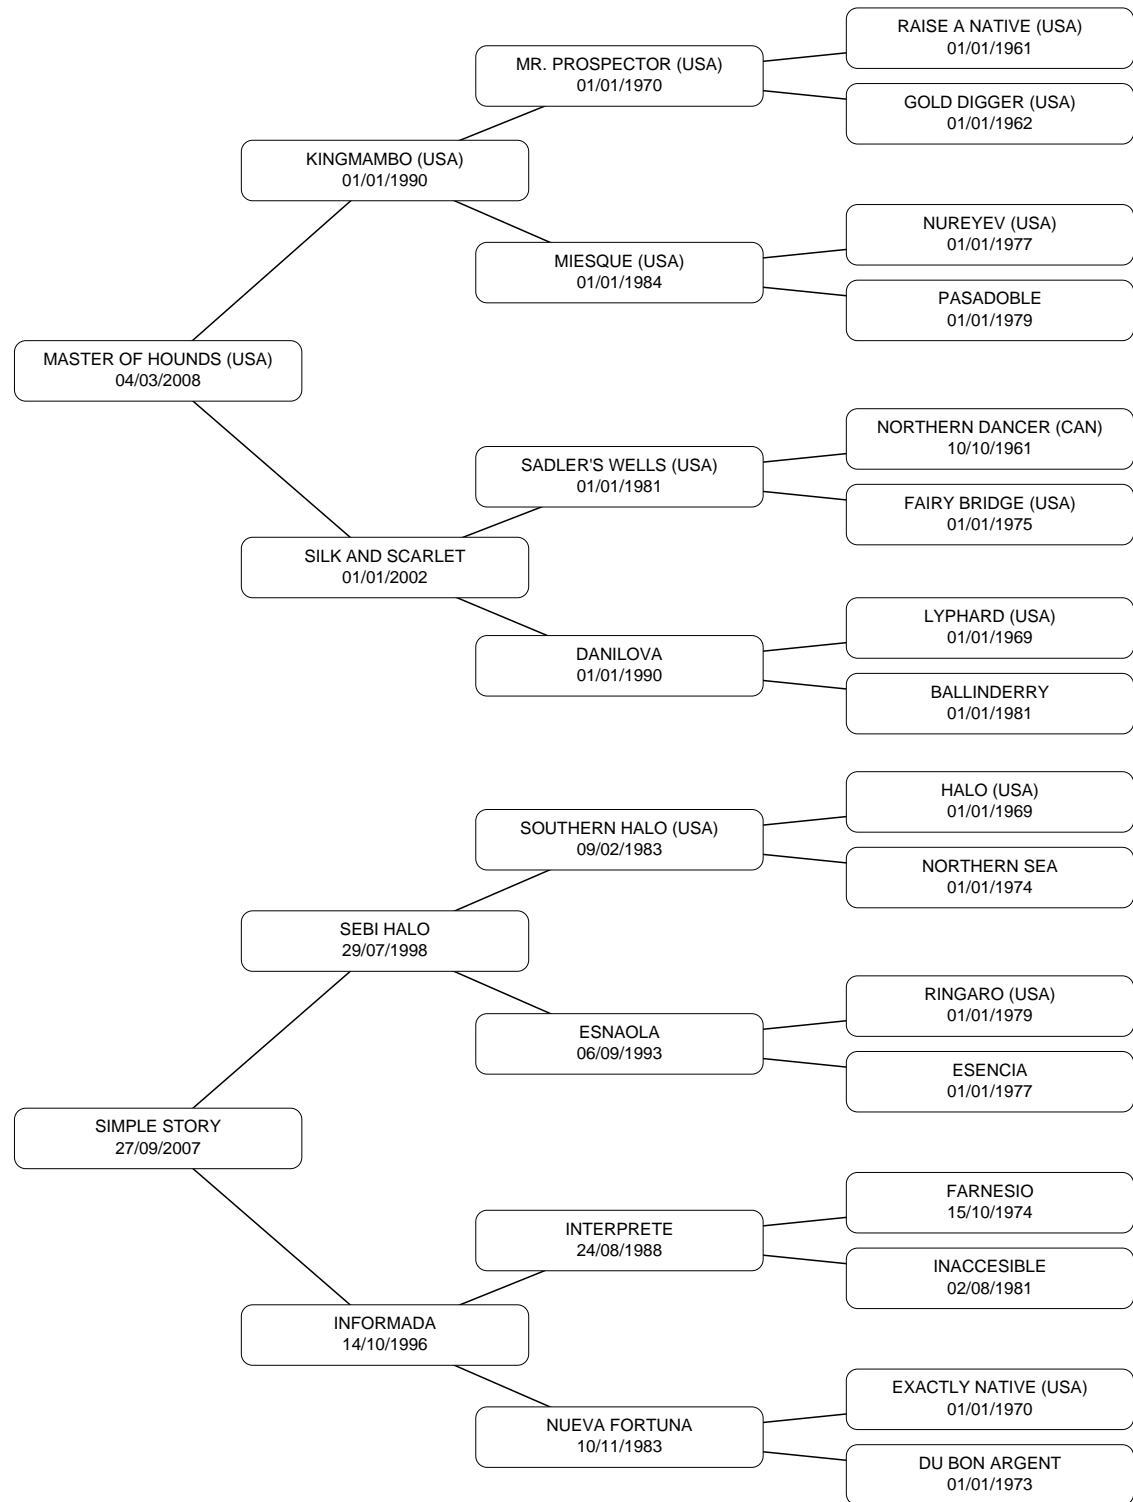 RAISE A NATIVE (USA)
01/01/1961
MR. PROSPECTOR (USA)
01/01/1970
GOLD DIGGER (USA)
01/01/1962
KINGMAMBO (USA)
01/01/1990
NUREYEV (USA)
01/01/1977
MIESQUE (USA)
01/01/1984
PASADOBLE
01/01/1979
MASTER OF HOUNDS (USA)
04/03/2008
NORTHERN DANCER (CAN)
10/10/1961
SADLER'S WELLS (USA)
01/01/1981
FAIRY BRIDGE (USA)
01/01/1975
SILK AND SCARLET
01/01/2002
LYPHARD (USA)
01/01/1969
DANILOVA
01/01/1990
BALLINDERRY
01/01/1981
HALO (USA)
01/01/1969
SOUTHERN HALO (USA)
09/02/1983
NORTHERN SEA
01/01/1974
SEBI HALO
29/07/1998
RINGARO (USA)
01/01/1979
ESNAOLA
06/09/1993
ESENCIA
01/01/1977
SIMPLE STORY
27/09/2007
FARNESIO
15/10/1974
INTERPRETE
24/08/1988
INACCESIBLE
02/08/1981
INFORMADA
14/10/1996
EXACTLY NATIVE (USA)
01/01/1970
NUEVA FORTUNA
10/11/1983
DU BON ARGENT
01/01/1973